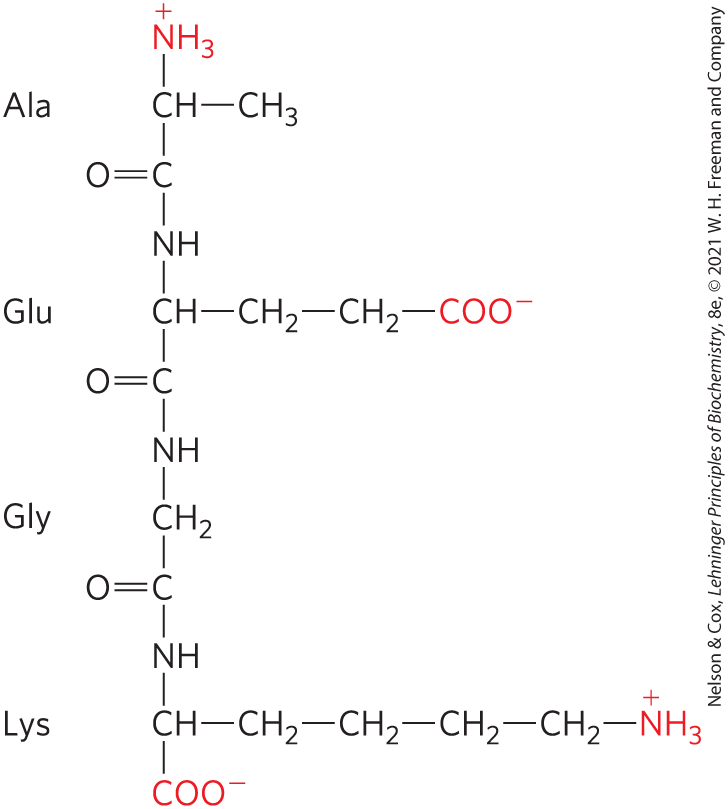 +
NH₃
Ala CH—CH₃
O=C
NH
Glu CH—CH₂—CH₂—COO⁻
O=C
NH
Gly CH₂
O=C
NH
Lys CH—CH₂—CH₂—CH₂—CH₂—N⁺H₃
COO⁻
Nelson & Cox, Lehninger Principles of Biochemistry, 8e, © 2021 W. H. Freeman and Company